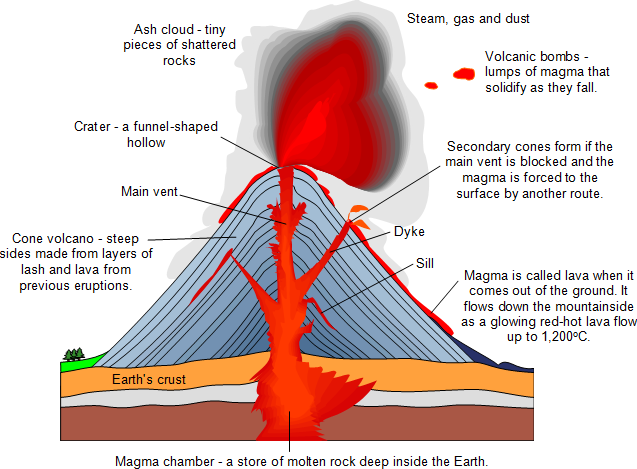 Steam, gas and dust
Ash cloud - tiny
pieces of shattered
rocks
Volcanic bombs -
lumps of magma that
solidify as they fall.
Crater - a funnel-shaped
hollow
Secondary cones form if the
main vent is blocked and the
magma is forced to the
surface by another route.
Main vent
Dyke
Cone volcano - steep
sides made from layers of
lash and lava from
previous eruptions.
Sill
Magma is called lava when it
comes out of the ground. It
flows down the mountainside
as a glowing red-hot lava flow
up to 1,200ºC.
Earth's crust
Magma chamber - a store of molten rock deep inside the Earth.